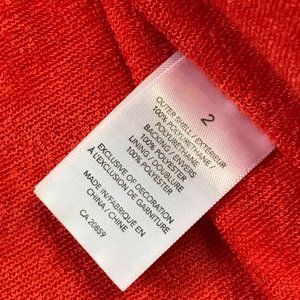 2
OUTER SHELL / EXTÉRIEUR
100% POLYURETHANE /
POLYURÉTHANE
BACKING / ENVERS
100% POLYESTER
LINING / DOUBLURE
100% POLYESTER
EXCLUSIVE OF DECORATION
À L'EXCLUSION DE GARNITURE
MADE IN/FABRIQUÉ EN
CHINA / CHINE
CA 20859